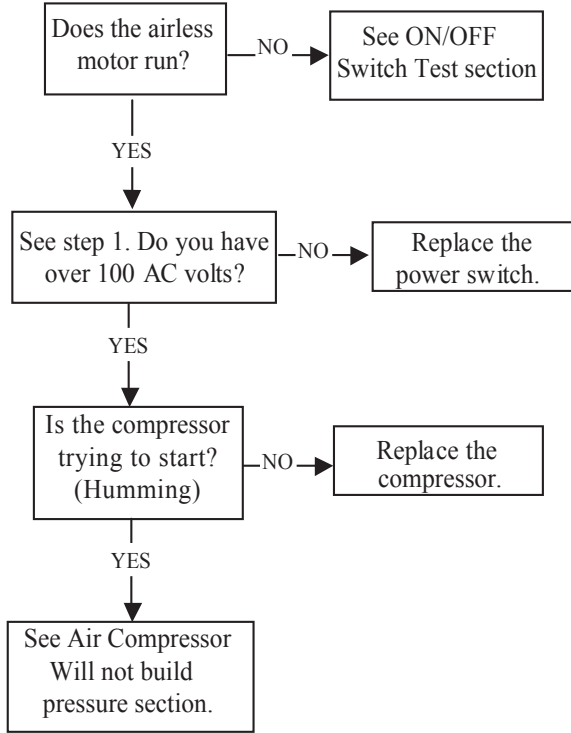 Does the airless
motor run?
NO
See ON/OFF
Switch Test section
YES
See step 1. Do you have
over 100 AC volts?
NO
Replace the
power switch.
YES
Is the compressor
trying to start?
(Humming)
NO
Replace the
compressor.
YES
See Air Compressor
Will not build
pressure section.